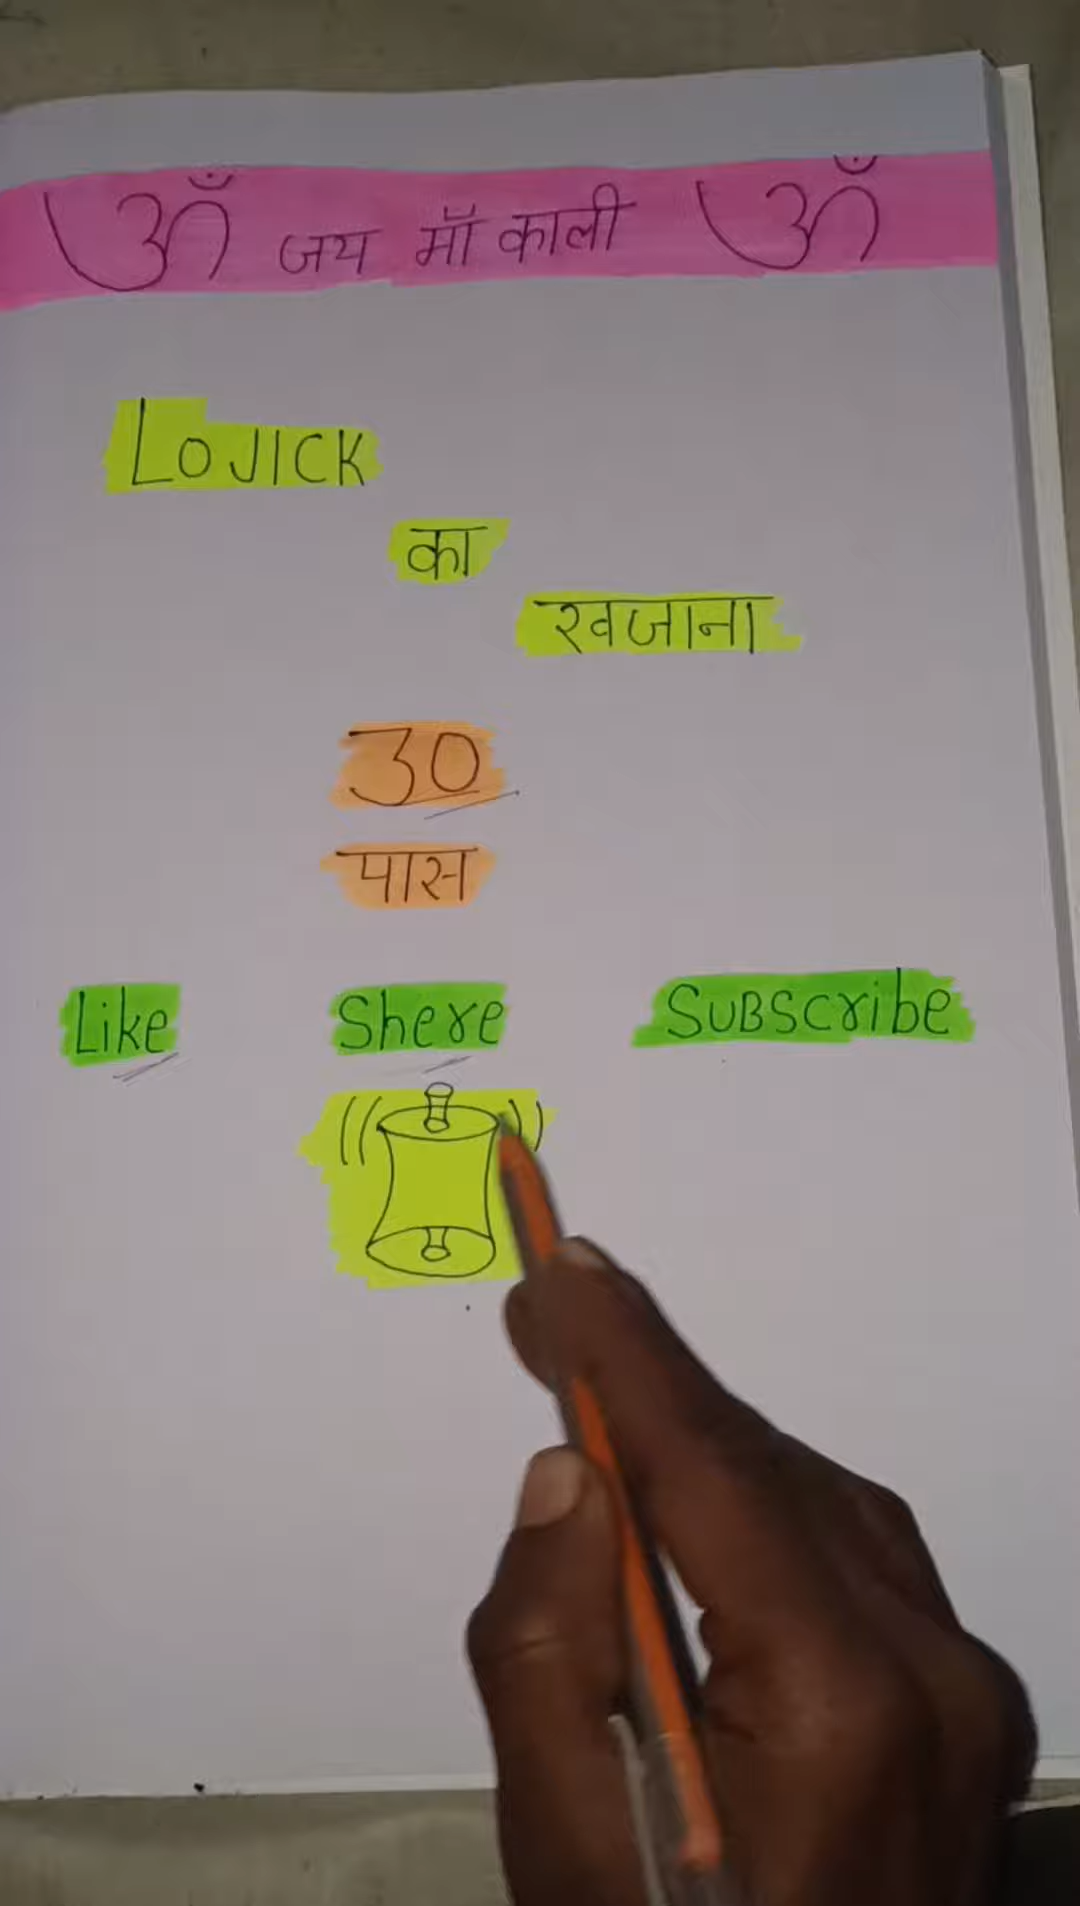 ॐ जय माँ काली ॐ
LOJICK
का
खजाना
30
पास
Like Shere SUBSCribe